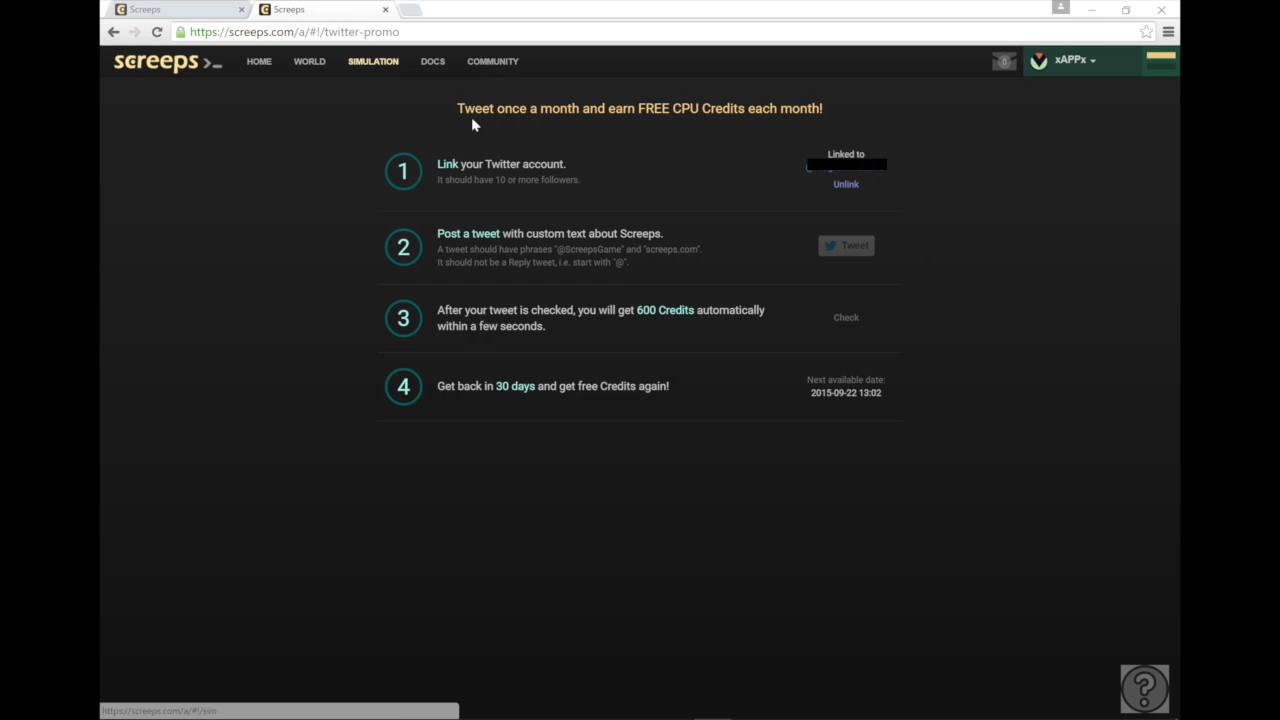 Screeps
Screeps
https://screeps.com/a/#!/twitter-promo
screeps >_
HOME
WORLD
SIMULATION
DOCS
COMMUNITY
0
xAPPx
Tweet once a month and earn FREE CPU Credits each month!
1
Link your Twitter account.
It should have 10 or more followers.
Linked to
Unlink
2
Post a tweet with custom text about Screeps.
A tweet should have phrases "@ScreepsGame" and "screeps.com".
It should not be a Reply tweet, i.e. start with "@".
Tweet
3
After your tweet is checked, you will get 600 Credits automatically
within a few seconds.
Check
4
Get back in 30 days and get free Credits again!
Next available date:
2015-09-22 13:02
?
https://screeps.com/a/#!/sim